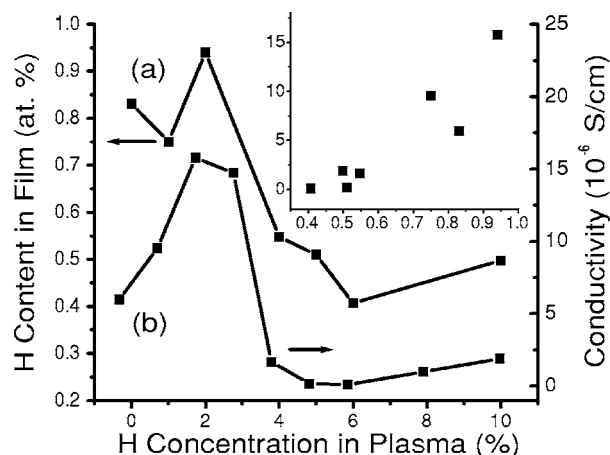 H Content in Film (at. %)
1.0
0.9
0.8
0.7
0.6
0.5
0.4
0.3
0.2
(a)
(b)
15
10
5
0
0.4 0.5 0.6 0.7 0.8 0.9 1.0
25
20
15
10
5
0
Conductivity (10⁻⁶ S/cm)
0 2 4 6 8 10
H Concentration in Plasma (%)